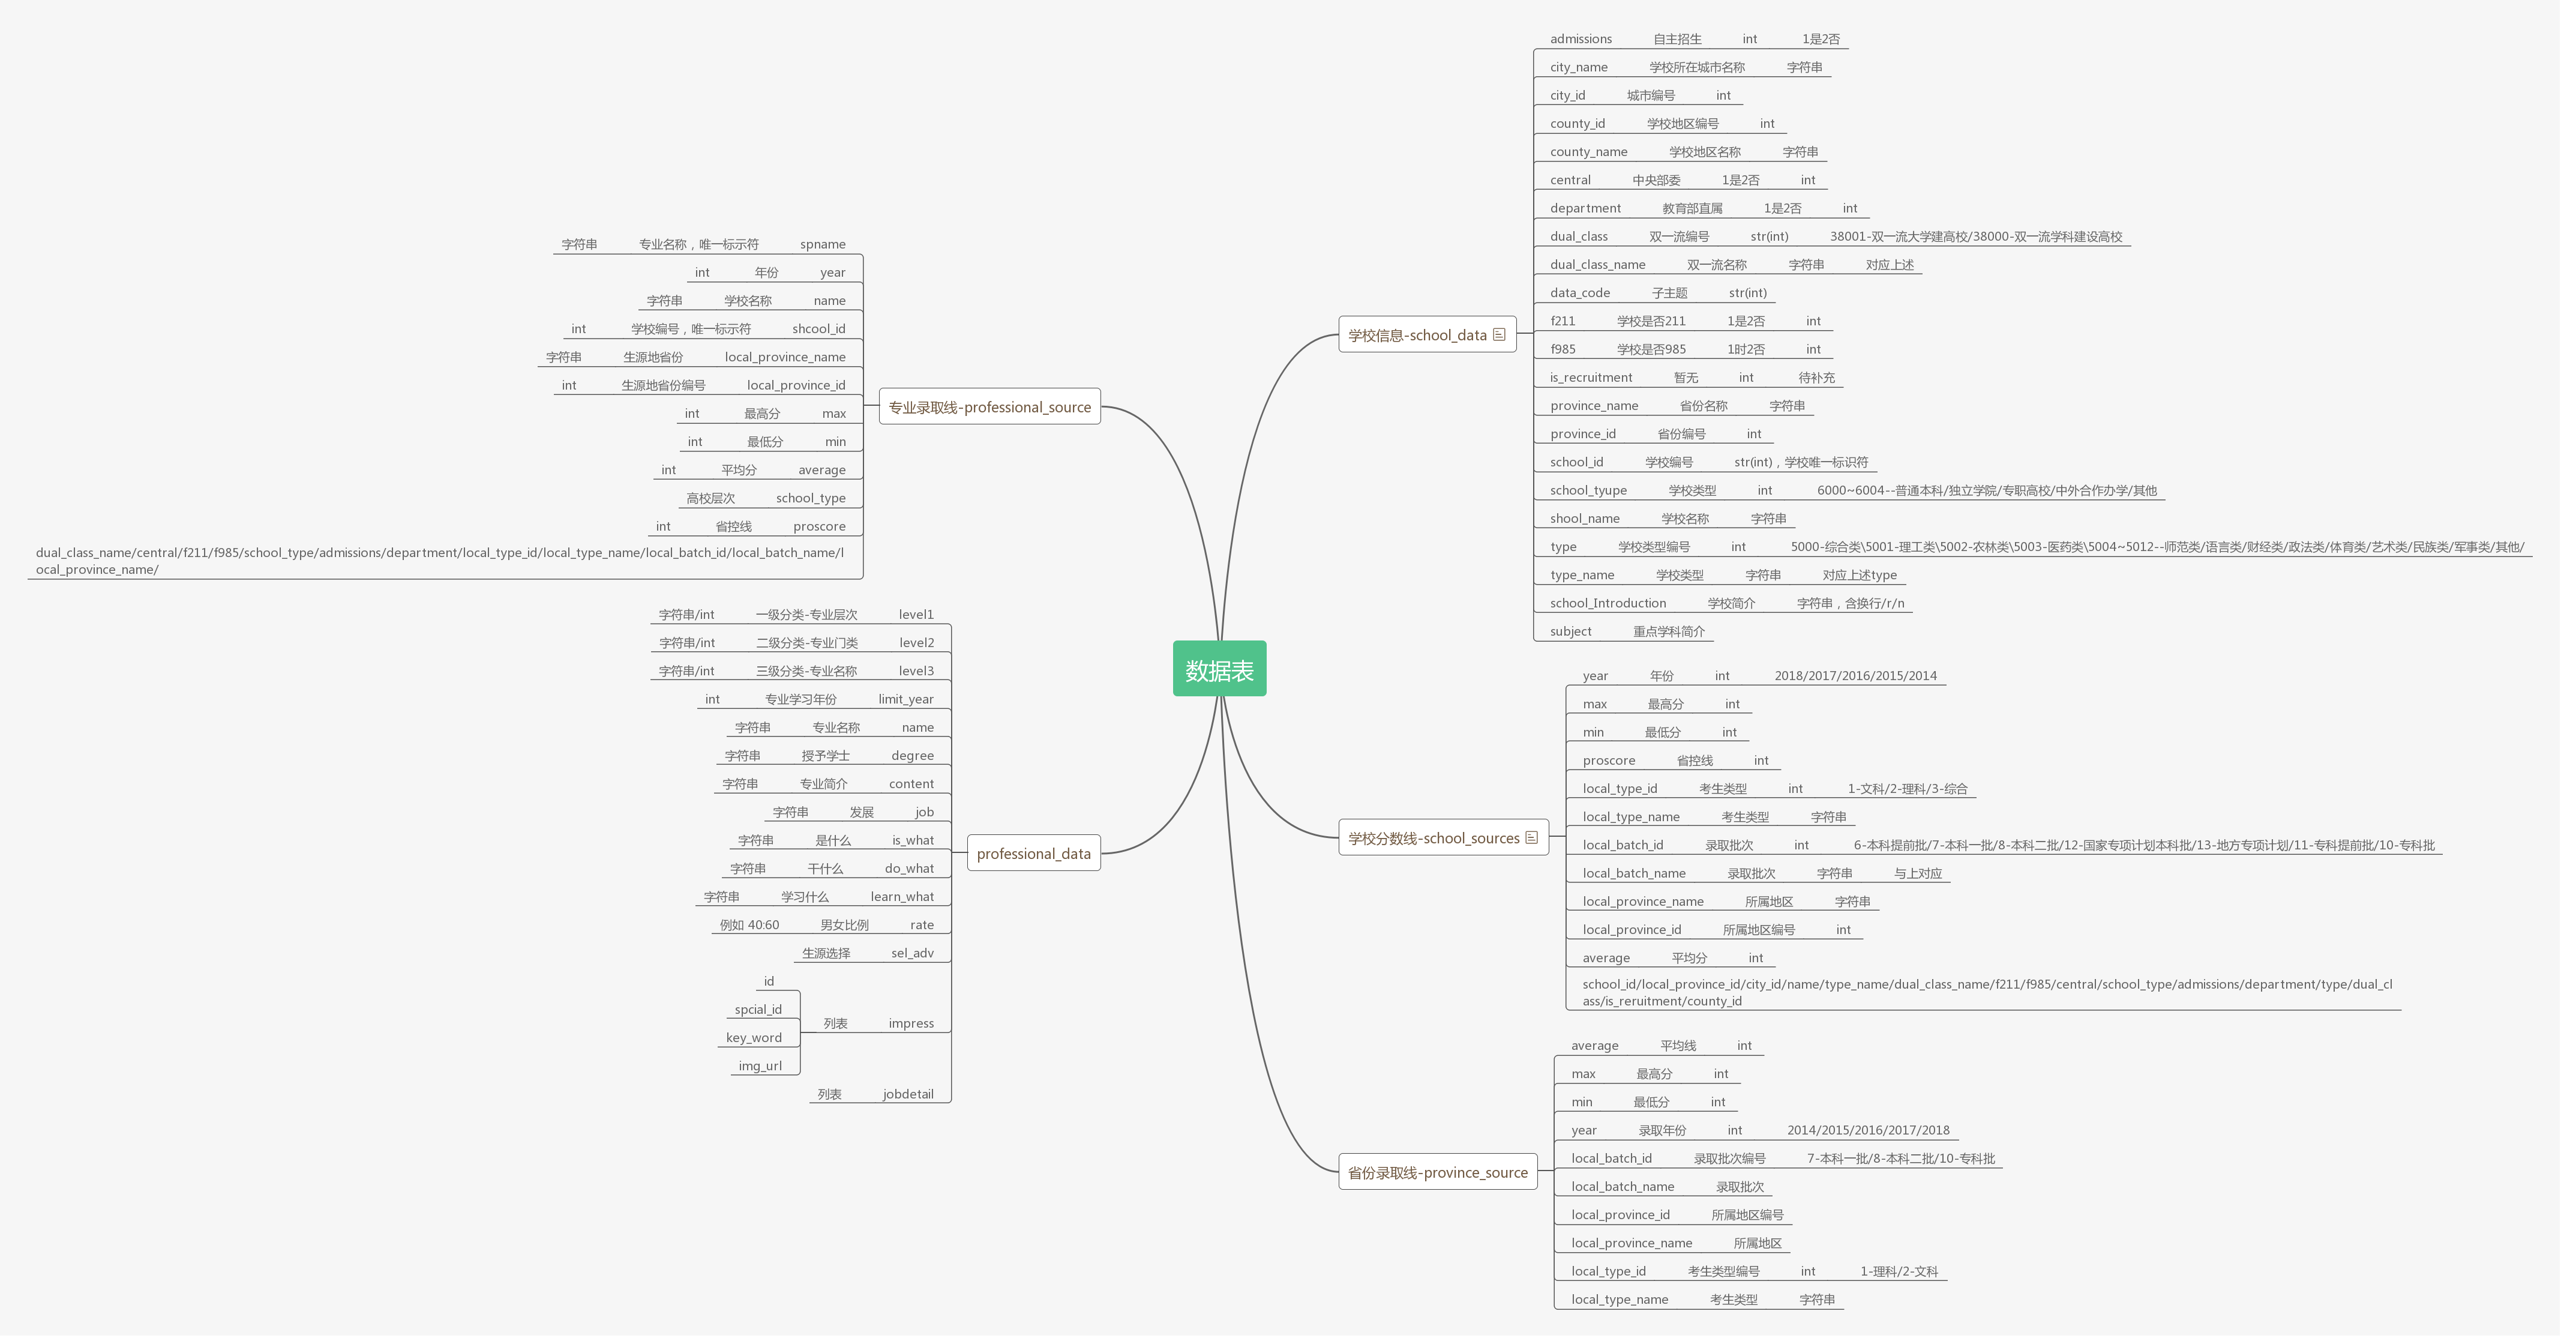 数据表
学校信息-school_data
admissions 自主招生 int 1是2否
city_name 学校所在城市名称 字符串
city_id 城市编号 int
county_id 学校地区编号 int
county_name 学校地区名称 字符串
central 中央部委 1是2否 int
department 教育部直属 1是2否 int
dual_class 双一流编号 str(int) 38001-双一流大学建高校/38000-双一流学科建设高校
dual_class_name 双一流名称 字符串 对应上述
data_code 子主题 str(int)
f211 学校是否211 1是2否 int
f985 学校是否985 1时2否 int
is_recruitment 暂无 int 待补充
province_name 省份名称 字符串
province_id 省份编号 int
school_id 学校编号 str(int)，学校唯一标识符
school_tyupe 学校类型 int 6000~6004--普通本科/独立学院/专职高校/中外合作办学/其他
shool_name 学校名称 字符串
type 学校类型编号 int 5000-综合类\5001-理工类\5002-农林类\5003-医药类\5004~5012--师范类/语言类/财经类/政法类/体育类/艺术类/民族类/军事类/其他/
type_name 学校类型 字符串 对应上述type
school_Introduction 学校简介 字符串，含换行/r/n
subject 重点学科简介
学校分数线-school_sources
year 年份 int 2018/2017/2016/2015/2014
max 最高分 int
min 最低分 int
proscore 省控线 int
local_type_id 考生类型 int 1-文科/2-理科/3-综合
local_type_name 考生类型 字符串
local_batch_id 录取批次 int 6-本科提前批/7-本科一批/8-本科二批/12-国家专项计划本科批/13-地方专项计划/11-专科提前批/10-专科批
local_batch_name 录取批次 字符串 与上对应
local_province_name 所属地区 字符串
local_province_id 所属地区编号 int
average 平均分 int
school_id/local_province_id/city_id/name/type_name/dual_class_name/f211/f985/central/school_type/admissions/department/type/dual_cl
ass/is_reruitment/county_id
省份录取线-province_source
average 平均线 int
max 最高分 int
min 最低分 int
year 录取年份 int 2014/2015/2016/2017/2018
local_batch_id 录取批次编号 7-本科一批/8-本科二批/10-专科批
local_batch_name 录取批次
local_province_id 所属地区编号
local_province_name 所属地区
local_type_id 考生类型编号 int 1-理科/2-文科
local_type_name 考生类型 字符串
专业录取线-professional_source
字符串 专业名称，唯一标示符 spname
int 年份 year
字符串 学校名称 name
int 学校编号，唯一标示符 shcool_id
字符串 生源地省份 local_province_name
int 生源地省份编号 local_province_id
int 最高分 max
int 最低分 min
int 平均分 average
高校层次 school_type
int 省控线 proscore
dual_class_name/central/f211/f985/school_type/admissions/department/local_type_id/local_type_name/local_batch_id/local_batch_name/l
ocal_province_name/
professional_data
字符串/int 一级分类-专业层次 level1
字符串/int 二级分类-专业门类 level2
字符串/int 三级分类-专业名称 level3
int 专业学习年份 limit_year
字符串 专业名称 name
字符串 授予学士 degree
字符串 专业简介 content
字符串 发展 job
字符串 是什么 is_what
字符串 干什么 do_what
字符串 学习什么 learn_what
例如 40:60 男女比例 rate
生源选择 sel_adv
id
spcial_id
列表 impress
key_word
img_url
列表 jobdetail